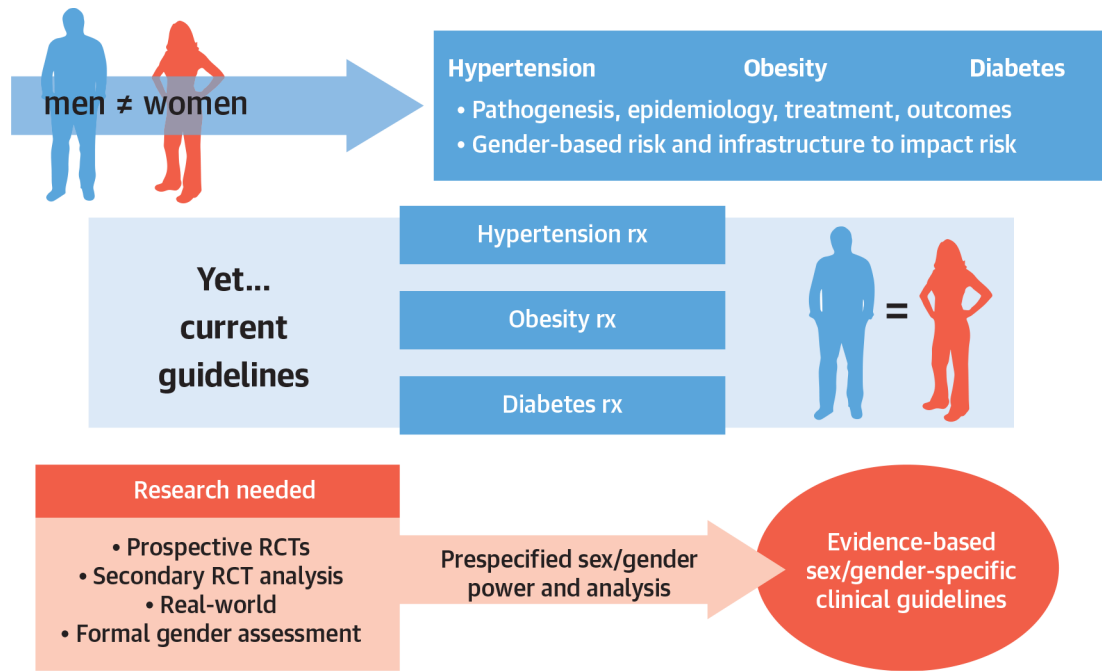 men ≠ women
Hypertension Obesity Diabetes
• Pathogenesis, epidemiology, treatment, outcomes
• Gender-based risk and infrastructure to impact risk
Yet...
current
guidelines
Hypertension rx
Obesity rx
Diabetes rx
=
Research needed
• Prospective RCTs
• Secondary RCT analysis
• Real-world
• Formal gender assessment
Prespecified sex/gender
power and analysis
Evidence-based
sex/gender-specific
clinical guidelines